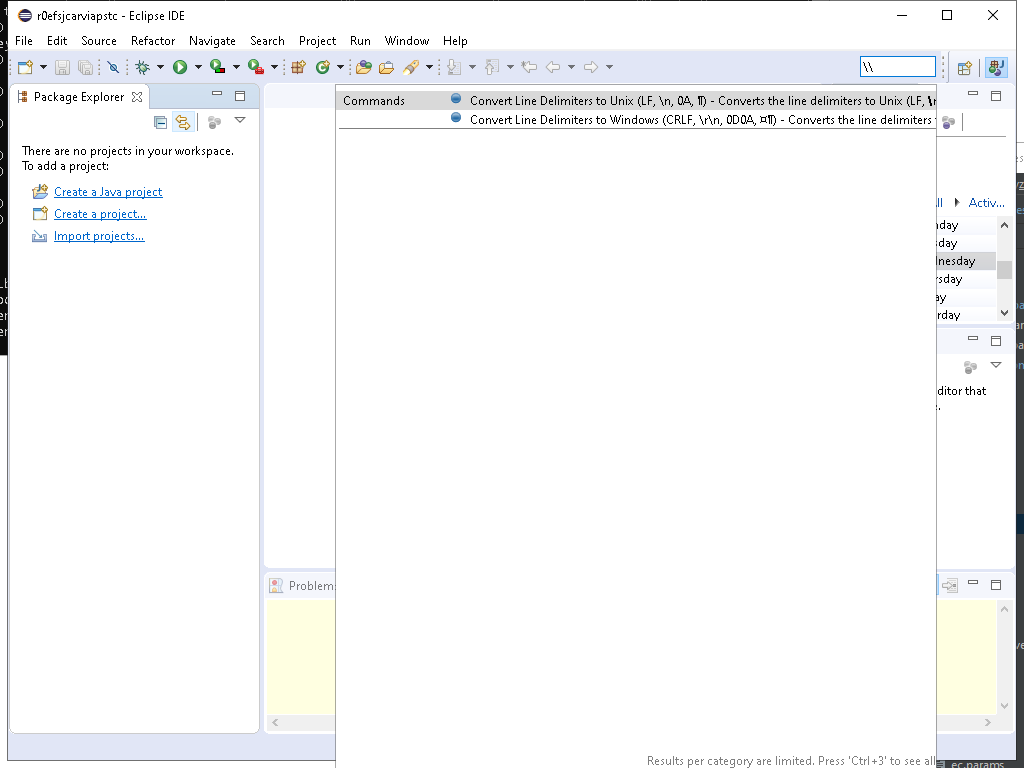 r0efsjcarviapstc - Eclipse IDE
File Edit Source Refactor Navigate Search Project Run Window Help
\\
Package Explorer
Commands
Convert Line Delimiters to Unix (LF, \n, 0A, ¶) - Converts the line delimiters to Unix (LF, \n
Convert Line Delimiters to Windows (CRLF, \r\n, 0D0A, ¤¶) - Converts the line delimiters
There are no projects in your workspace.
To add a project:
Create a Java project
Create a project...
Import projects...
ll
Activ...
nday
sday
lnesday
rsday
ay
rday
ditor that
e.
Problem
Results per category are limited. Press 'Ctrl+3' to see all
ec.params